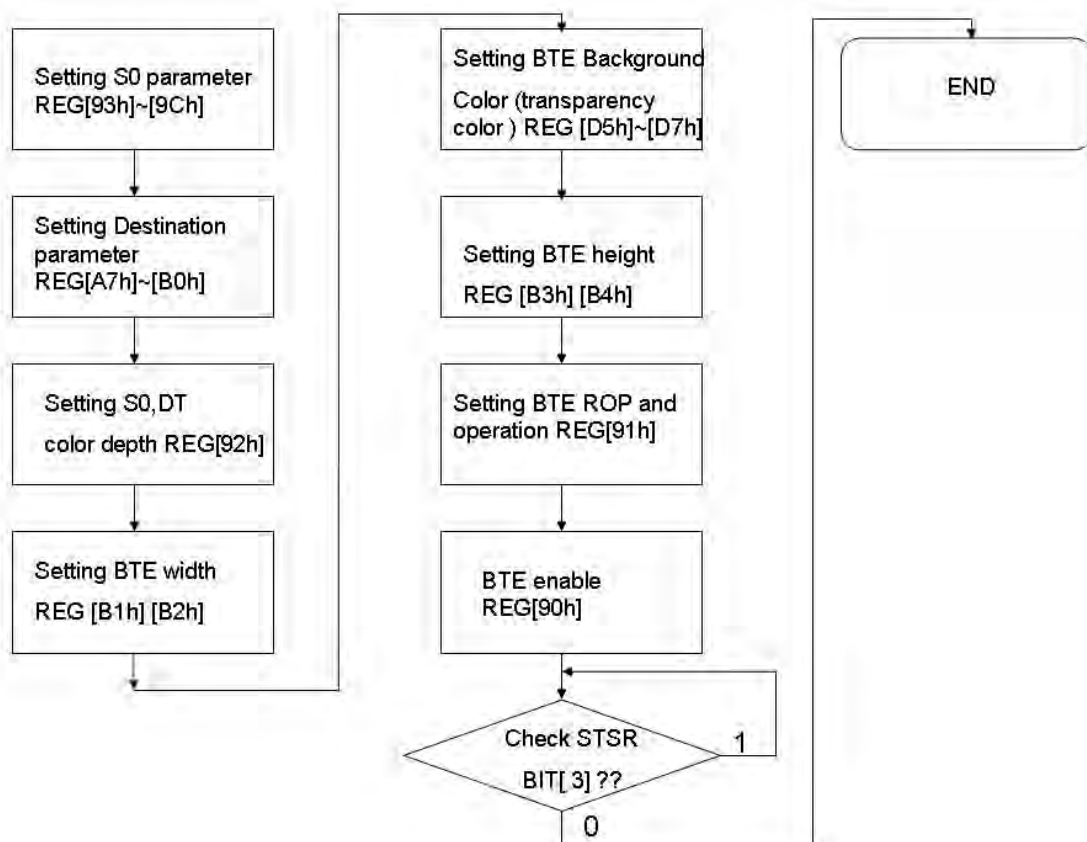 Setting S0 parameter
REG[93h]~[9Ch]
Setting Destination
parameter
REG[A7h]~[B0h]
Setting S0,DT
color depth REG[92h]
Setting BTE width
REG [B1h] [B2h]
Setting BTE Background
Color (transparency
color ) REG [D5h]~[D7h]
Setting BTE height
REG [B3h] [B4h]
Setting BTE ROP and
operation REG[91h]
BTE enable
REG[90h]
Check STSR
BIT[ 3] ??
1
0
END